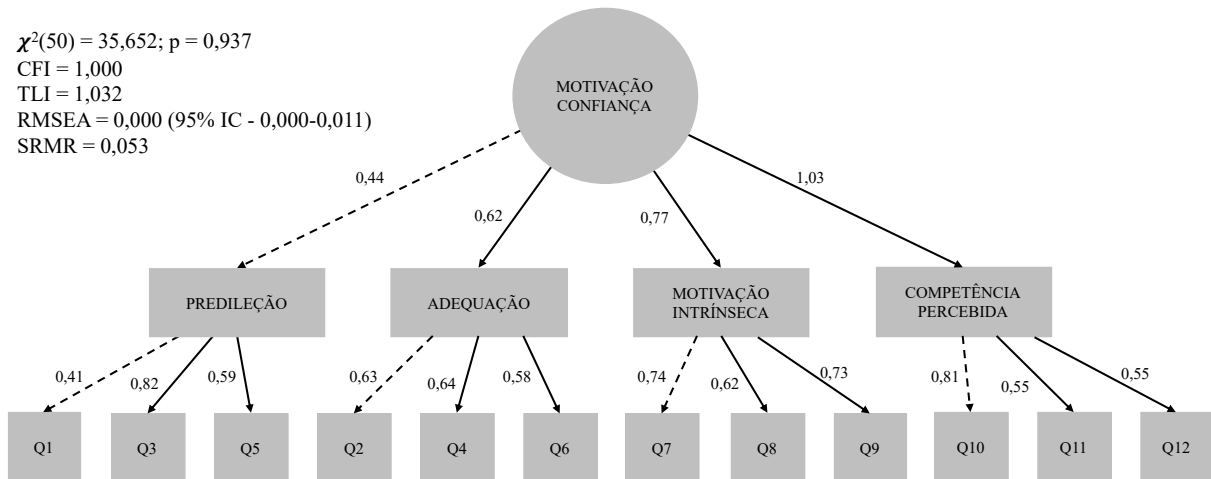 χ²(50) = 35,652; p = 0,937
CFI = 1,000
TLI = 1,032
RMSEA = 0,000 (95% IC - 0,000-0,011)
SRMR = 0,053
MOTIVAÇÃO
CONFIANÇA
0,44
0,62
0,77
1,03
PREDILEÇÃO
ADEQUAÇÃO
MOTIVAÇÃO
INTRÍNSECA
COMPETÊNCIA
PERCEBIDA
0,41
0,82
0,59
0,63
0,64
0,58
0,74
0,62
0,73
0,81
0,55
0,55
Q1
Q3
Q5
Q2
Q4
Q6
Q7
Q8
Q9
Q10
Q11
Q12